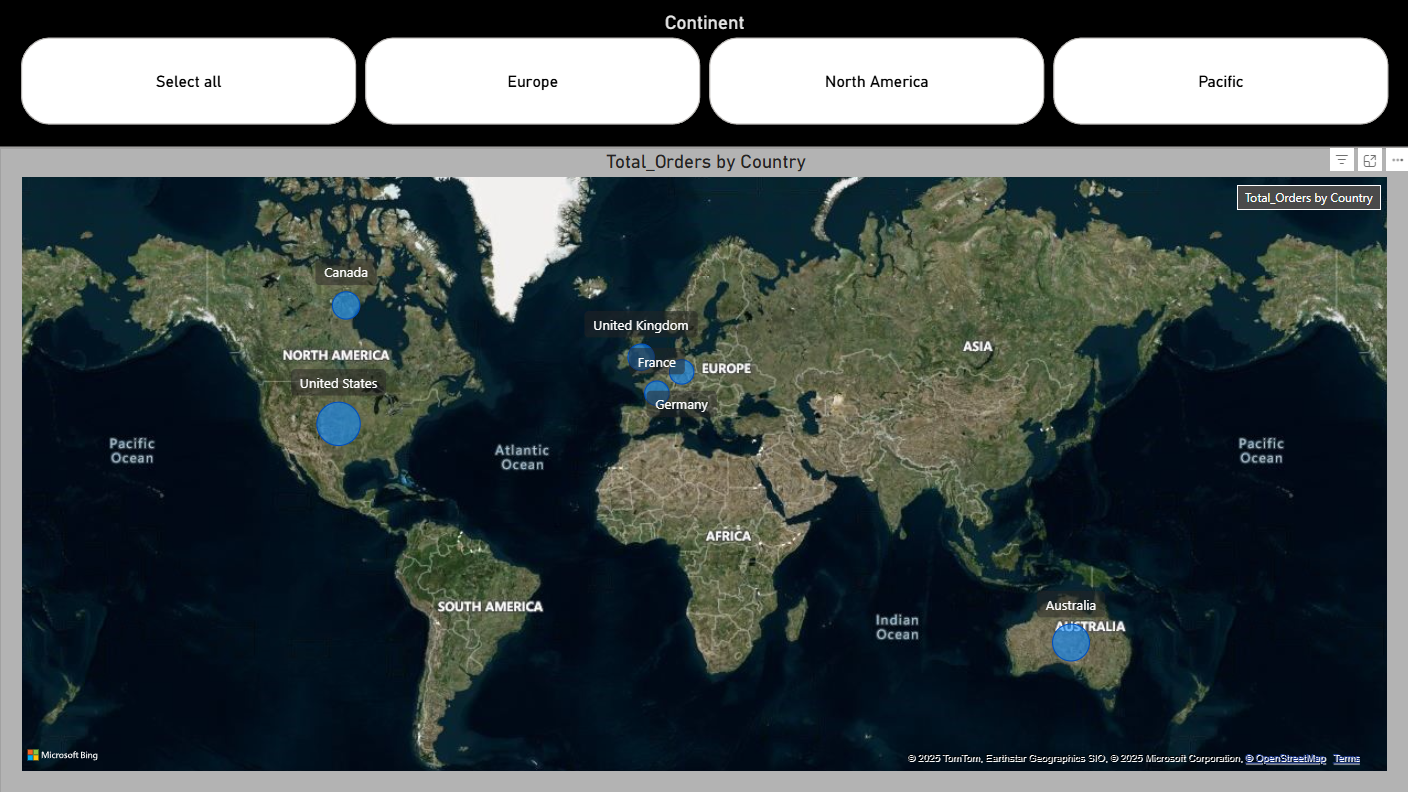 Continent
Select all
Europe
North America
Pacific
Total_Orders by Country
Total_Orders by Country
Canada
United Kingdom
NORTH AMERICA
ASIA
France
EUROPE
United States
Germany
Pacific
Ocean
Atlantic
Ocean
Pacific
Ocean
AFRICA
SOUTH AMERICA
Australia
AUSTRALIA
Indian
Ocean
Microsoft Bing
© 2025 TomTom, Earthstar Geographics SIO, © 2025 Microsoft Corporation, © OpenStreetMap Terms